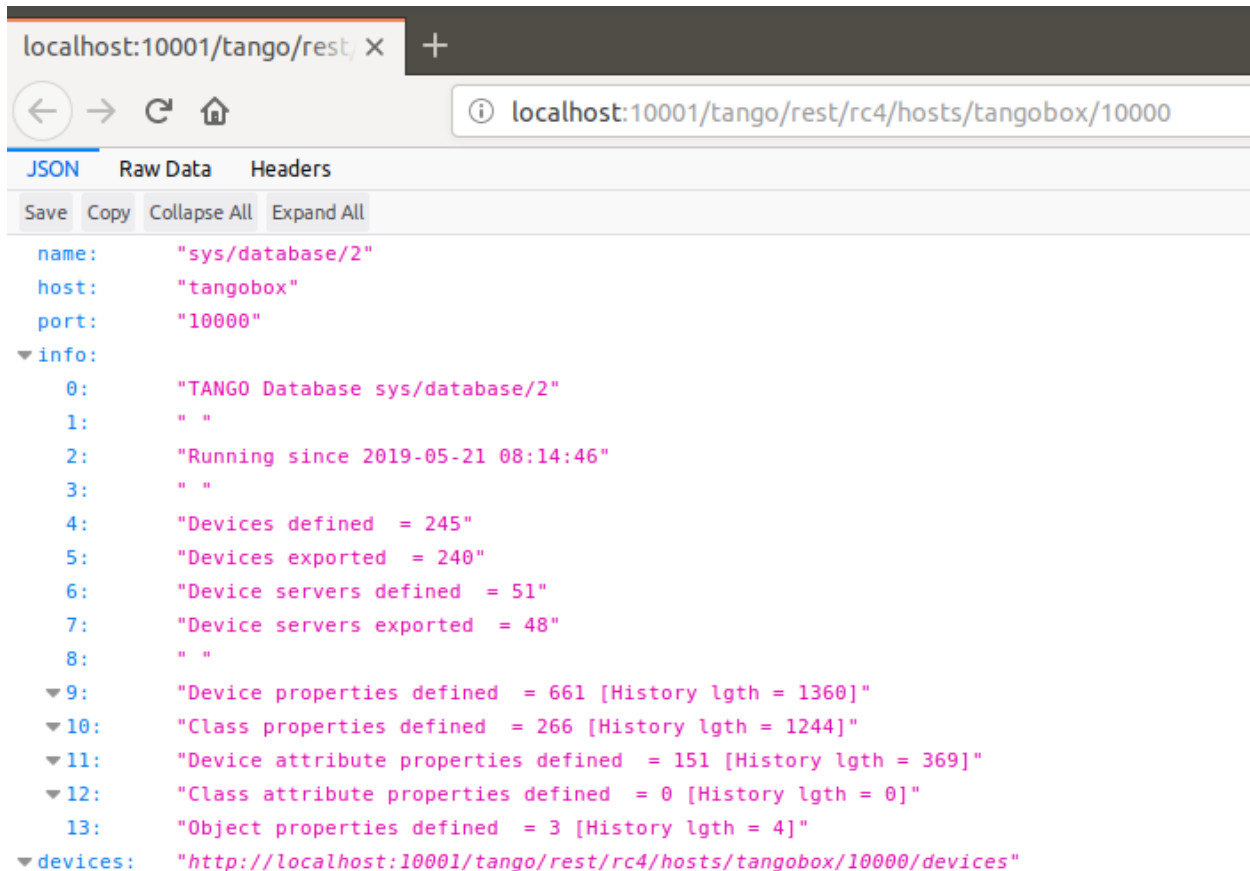 localhost:10001/tango/rest/
localhost:10001/tango/rest/rc4/hosts/tangobox/10000
JSON Raw Data Headers
Save Copy Collapse All Expand All
name: "sys/database/2"
host: "tangobox"
port: "10000"
info:
0: "TANGO Database sys/database/2"
1: " "
2: "Running since 2019-05-21 08:14:46"
3: " "
4: "Devices defined  = 245"
5: "Devices exported  = 240"
6: "Device servers defined  = 51"
7: "Device servers exported  = 48"
8: " "
9: "Device properties defined  = 661 [History lgth = 1360]"
10: "Class properties defined  = 266 [History lgth = 1244]"
11: "Device attribute properties defined  = 151 [History lgth = 369]"
12: "Class attribute properties defined  = 0 [History lgth = 0]"
13: "Object properties defined  = 3 [History lgth = 4]"
devices: "http://localhost:10001/tango/rest/rc4/hosts/tangobox/10000/devices"